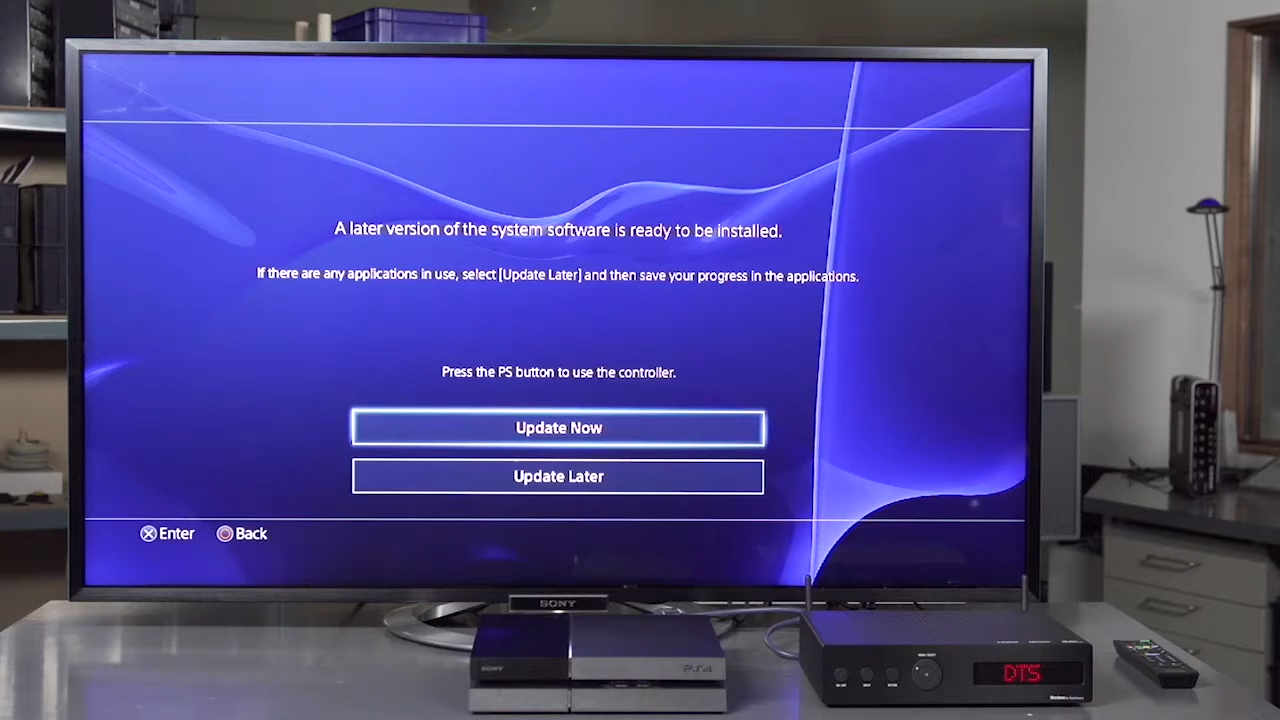 A later version of the system software is ready to be installed.
If there are any applications in use, select [Update Later] and then save your progress in the applications.
Press the PS button to use the controller.
Update Now
Update Later
Enter
Back
SONY
SONY
PS4
DTS